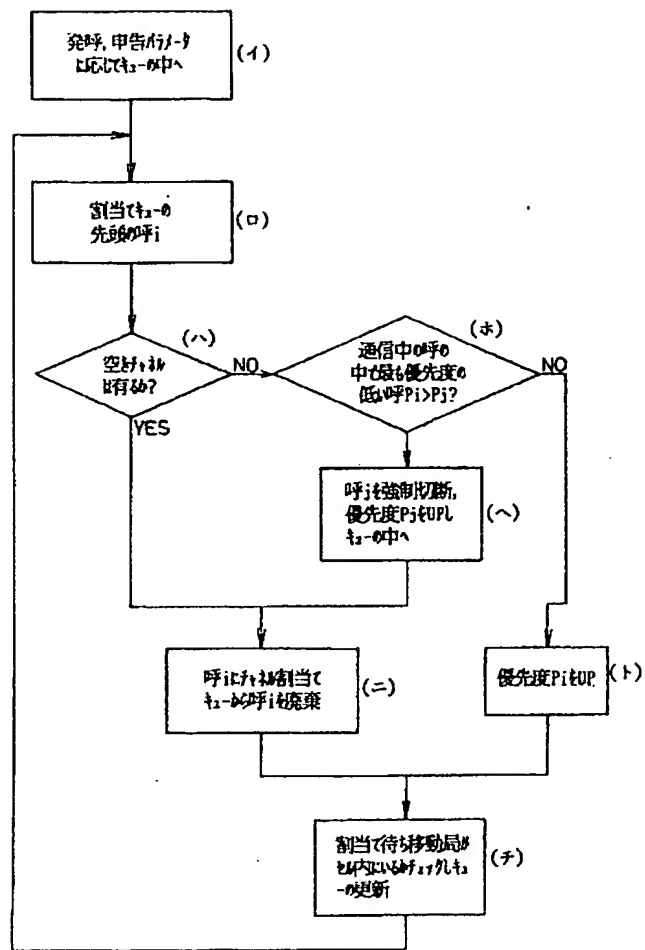 発呼,申告パラメータ
に応じてキューの中へ
(イ)
割当てキューの
先頭の呼i
(ロ)
空きチャネル
は有るか?
(ハ)
NO
YES
通信中の呼の
中で最も優先度の
低い呼Pi>Pj?
(ホ)
NO
呼jを強制切断,
優先度PjをUPし
キューの中へ
(ヘ)
呼iにチャネル割当て
キューから呼iを廃棄
(ニ)
優先度PiをUP
(ト)
割当て待ち移動局が
セル内にいるかチェックしキュ
ーの更新
(チ)